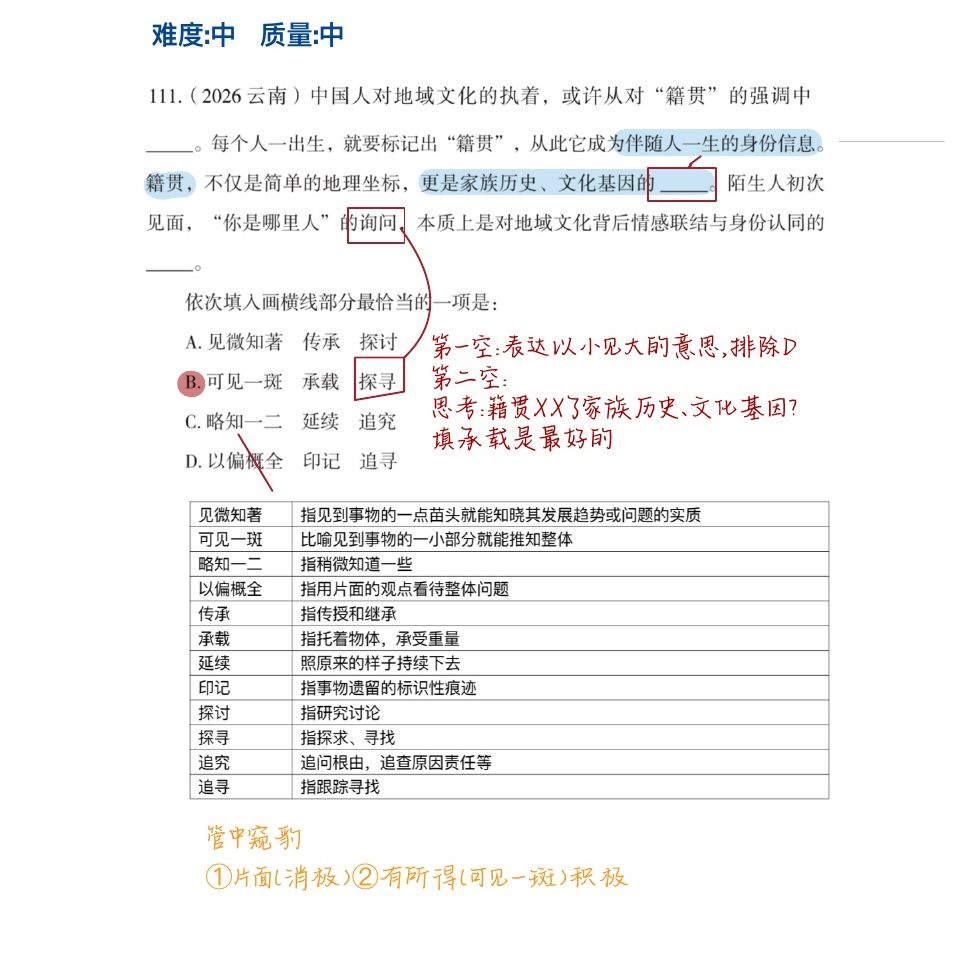 难度:中 质量:中
111.（2026 云南）中国人对地域文化的执着，或许从对“籍贯”的强调中
_____。每个人一出生，就要标记出“籍贯”，从此它成为伴随人一生的身份信息。
籍贯，不仅是简单的地理坐标，更是家族历史、文化基因的_____。陌生人初次
见面，“你是哪里人”的询问，本质上是对地域文化背后情感联结与身份认同的
_____。
依次填入画横线部分最恰当的一项是：
A. 见微知著 传承 探讨
B. 可见一斑 承载 探寻
C. 略知一二 延续 追究
D. 以偏概全 印记 追寻
第一空:表达以小见大的意思,排除D
第二空:
思考:籍贯XX了家族历史、文化基因?
填承载是最好的
见微知著 指见到事物的一点苗头就能知晓其发展趋势或问题的实质
可见一斑 比喻见到事物的一小部分就能推知整体
略知一二 指稍微知道一些
以偏概全 指用片面的观点看待整体问题
传承 指传授和继承
承载 指托着物体，承受重量
延续 照原来的样子持续下去
印记 指事物遗留的标识性痕迹
探讨 指研究讨论
探寻 指探求、寻找
追究 追问根由，追查原因责任等
追寻 指跟踪寻找
管中窥豹
①片面(消极)②有所得(可见一斑)积极